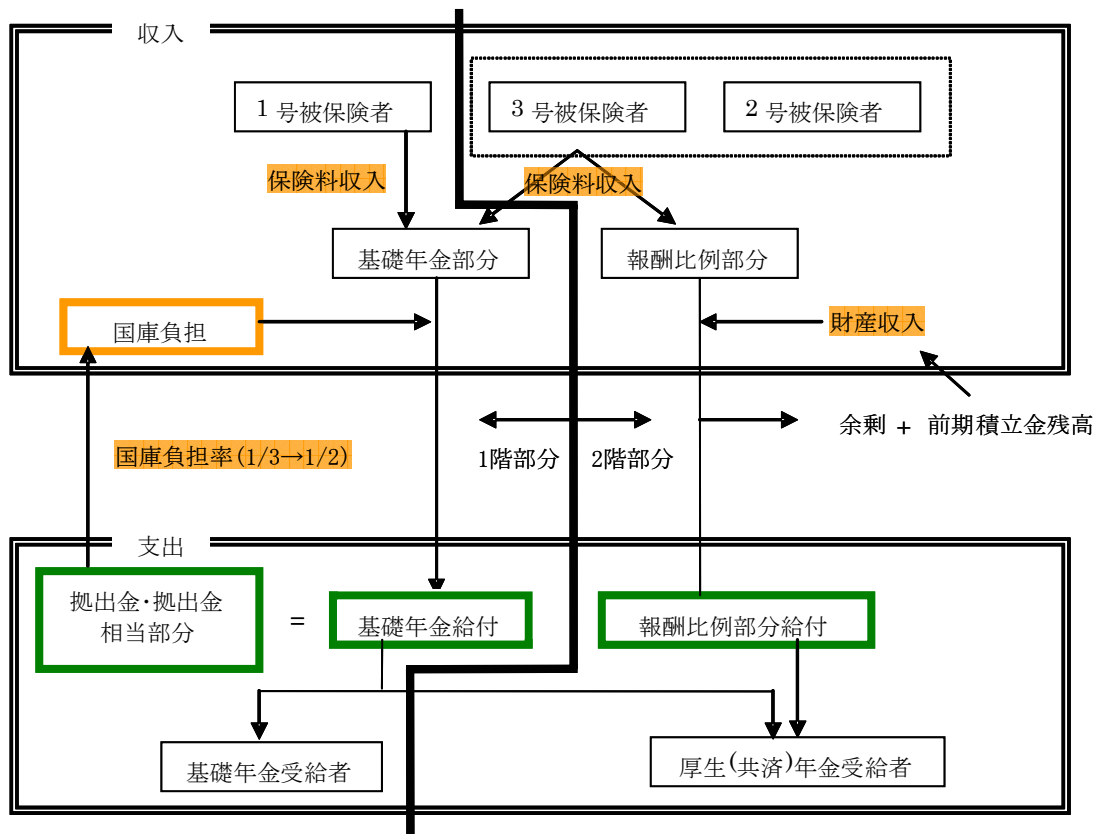 収入
1 号被保険者
3 号被保険者
2 号被保険者
保険料収入
保険料収入
基礎年金部分
報酬比例部分
国庫負担
財産収入
余剰 + 前期積立金残高
国庫負担率(1/3→1/2)
1階部分
2階部分
支出
拠出金・拠出金
相当部分
=
基礎年金給付
報酬比例部分給付
基礎年金受給者
厚生(共済)年金受給者